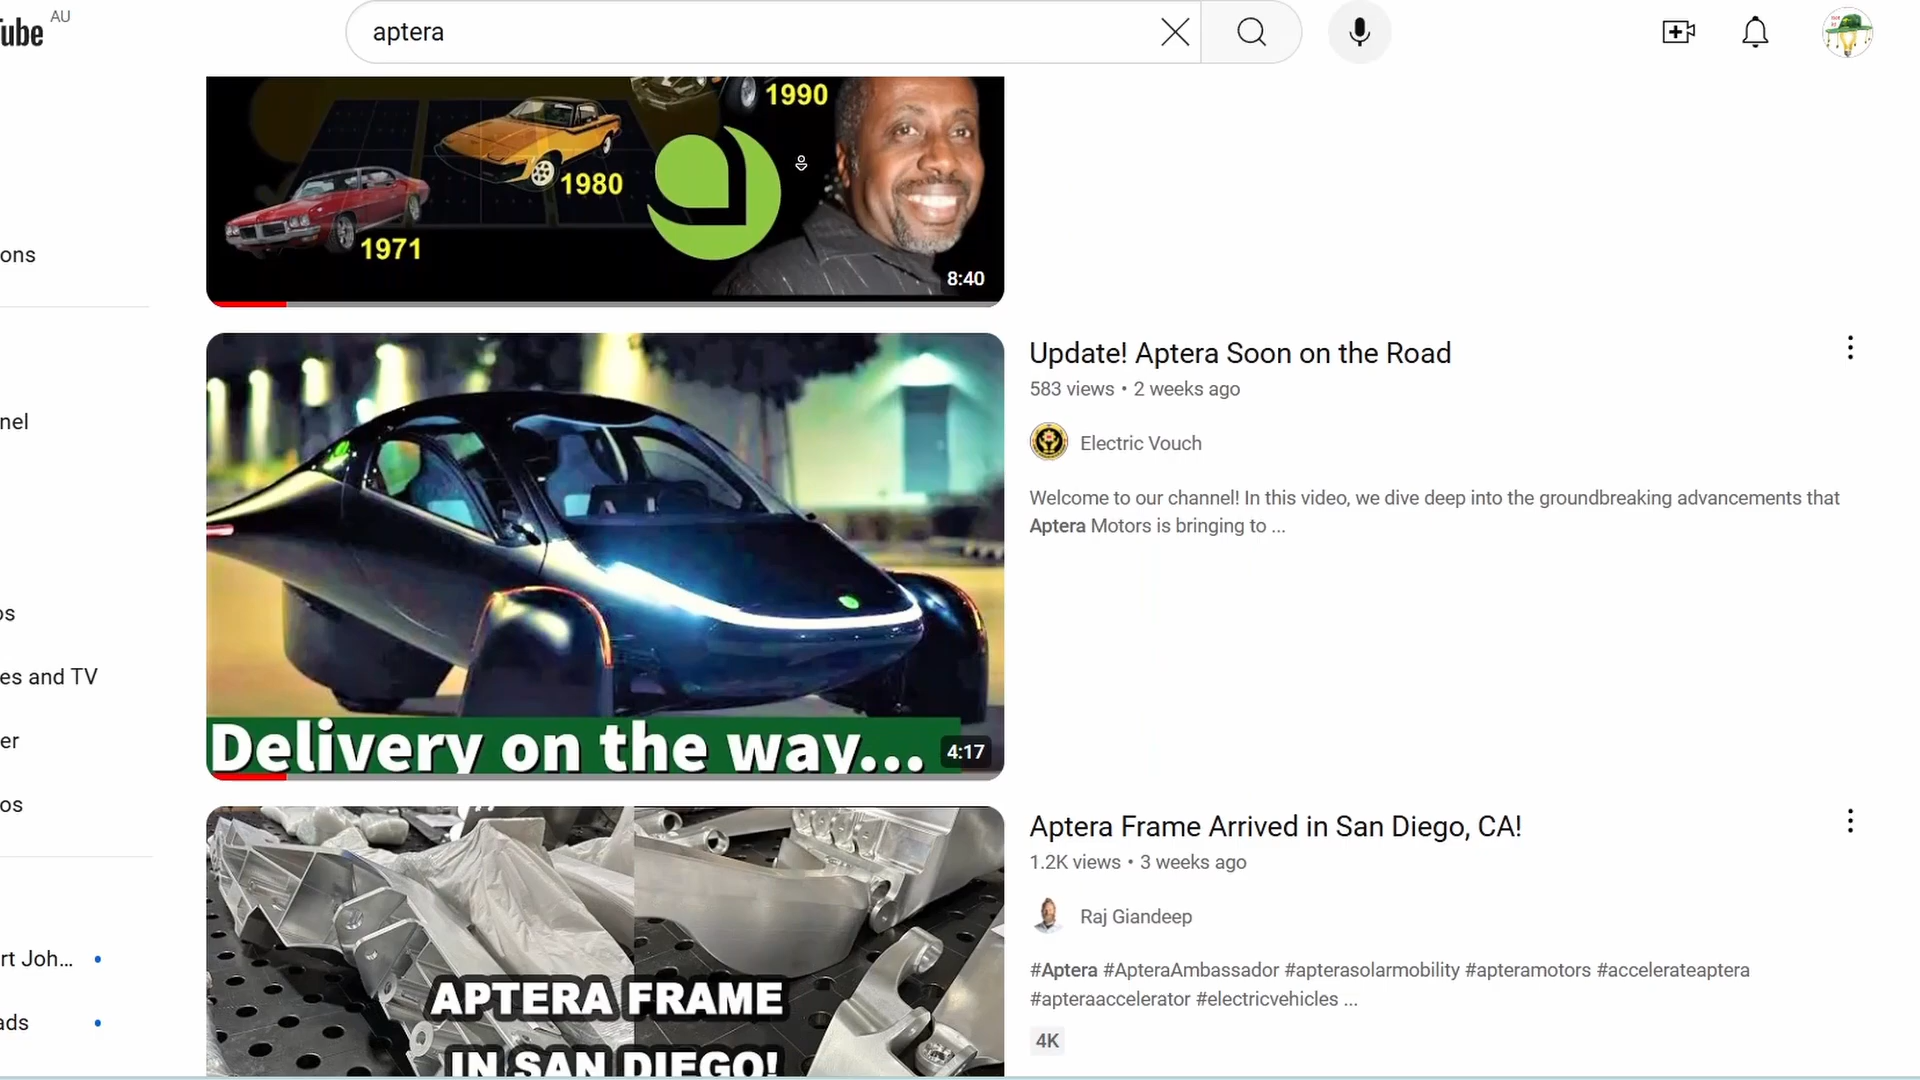 ube AU
aptera
1990
1980
1971
8:40
ons
nel
os
es and TV
er
os
rt Joh...
ads
Delivery on the way...
4:17
Update! Aptera Soon on the Road
583 views • 2 weeks ago
Electric Vouch
Welcome to our channel! In this video, we dive deep into the groundbreaking advancements that
Aptera Motors is bringing to ...
APTERA FRAME
IN SAN DIEGO!
Aptera Frame Arrived in San Diego, CA!
1.2K views • 3 weeks ago
Raj Giandeep
#Aptera #ApteraAmbassador #apterasolarmobility #apteramotors #accelerateaptera
#apteraaccelerator #electricvehicles ...
4K